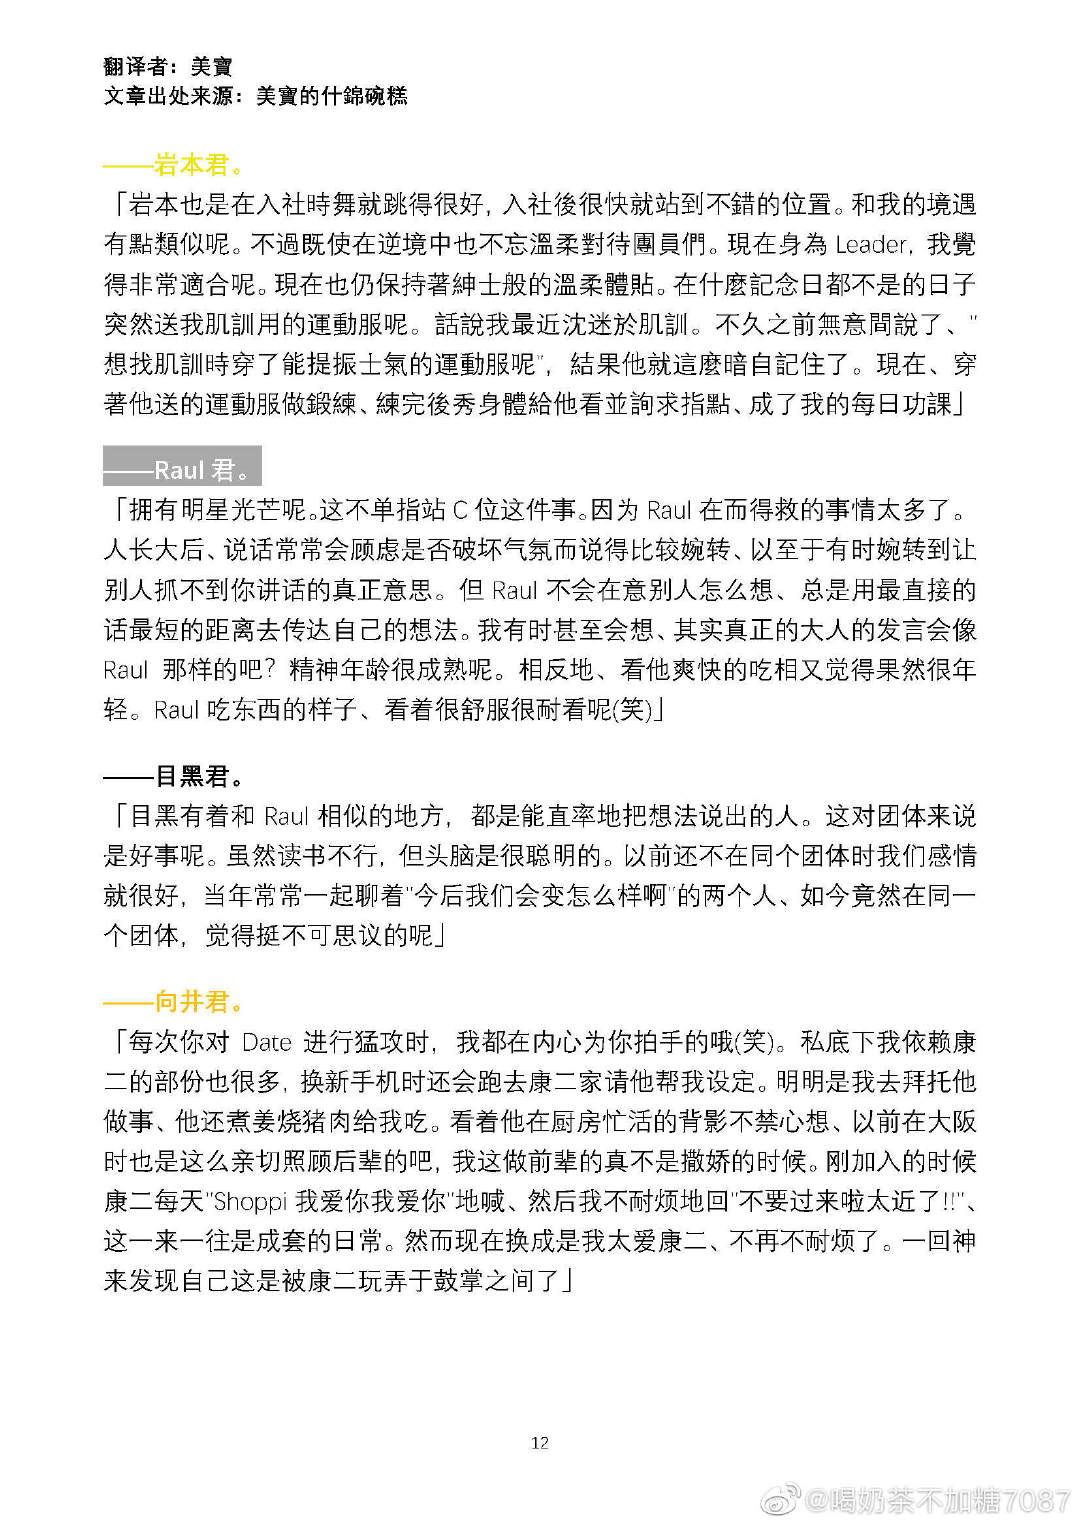 翻译者：美寶
文章出处来源：美寶的什錦碗糕
——岩本君。
「岩本也是在入社時舞就跳得很好，入社後很快就站到不錯的位置。和我的境遇
有點類似呢。不過既使在逆境中也不忘溫柔對待團員們。現在身為 Leader，我覺
得非常適合呢。現在也仍保持著紳士般的溫柔體貼。在什麼記念日都不是的日子
突然送我肌訓用的運動服呢。話說我最近沈迷於肌訓。不久之前無意間說了、"
想找肌訓時穿了能提振士氣的運動服呢"，結果他就這麼暗自記住了。現在、穿
著他送的運動服做鍛練、練完後秀身體給他看並詢求指點、成了我的每日功課」
——Raul 君。
「拥有明星光芒呢。这不单指站 C 位这件事。因为 Raul 在而得救的事情太多了。
人长大后、说话常常会顾虑是否破坏气氛而说得比较婉转、以至于有时婉转到让
别人抓不到你讲话的真正意思。但 Raul 不会在意别人怎么想、总是用最直接的
话最短的距离去传达自己的想法。我有时甚至会想、其实真正的大人的发言会像
Raul 那样的吧？精神年龄很成熟呢。相反地、看他爽快的吃相又觉得果然很年
轻。Raul 吃东西的样子、看着很舒服很耐看呢(笑)」
——目黑君。
「目黑有着和 Raul 相似的地方，都是能直率地把想法说出的人。这对团体来说
是好事呢。虽然读书不行，但头脑是很聪明的。以前还不在同个团体时我们感情
就很好，当年常常一起聊着"今后我们会变怎么样啊"的两个人、如今竟然在同一
个团体，觉得挺不可思议的呢」
——向井君。
「每次你对 Date 进行猛攻时，我都在内心为你拍手的哦(笑)。私底下我依赖康
二的部份也很多，换新手机时还会跑去康二家请他帮我设定。明明是我去拜托他
做事、他还煮姜烧猪肉给我吃。看着他在厨房忙活的背影不禁心想、以前在大阪
时也是这么亲切照顾后辈的吧，我这做前辈的真不是撒娇的时候。刚加入的时候
康二每天"Shoppi 我爱你我爱你"地喊、然后我不耐烦地回"不要过来啦太近了!!"、
这一来一往是成套的日常。然而现在换成是我太爱康二、不再不耐烦了。一回神
来发现自己这是被康二玩弄于鼓掌之间了」
12
@喝奶茶不加糖7087